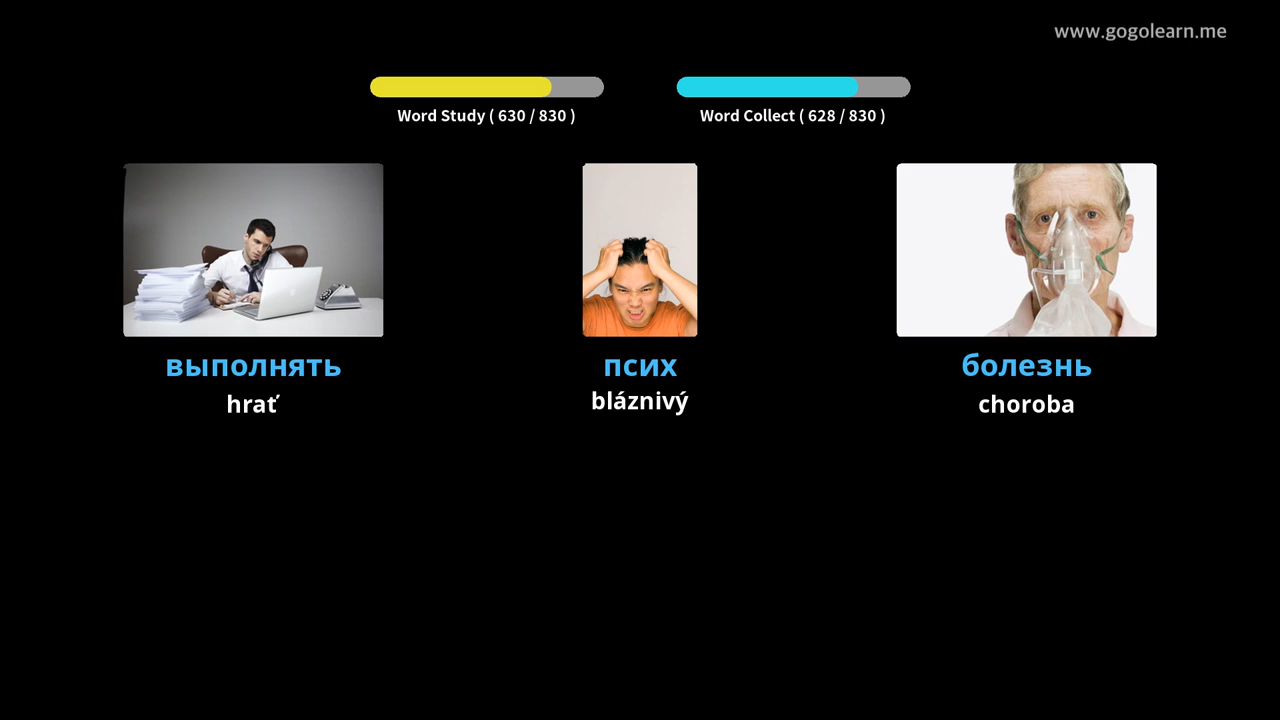 www.gogolearn.me
Word Study ( 630 / 830 )
Word Collect ( 628 / 830 )
выполнять
hrať
псих
bláznivý
болезнь
choroba